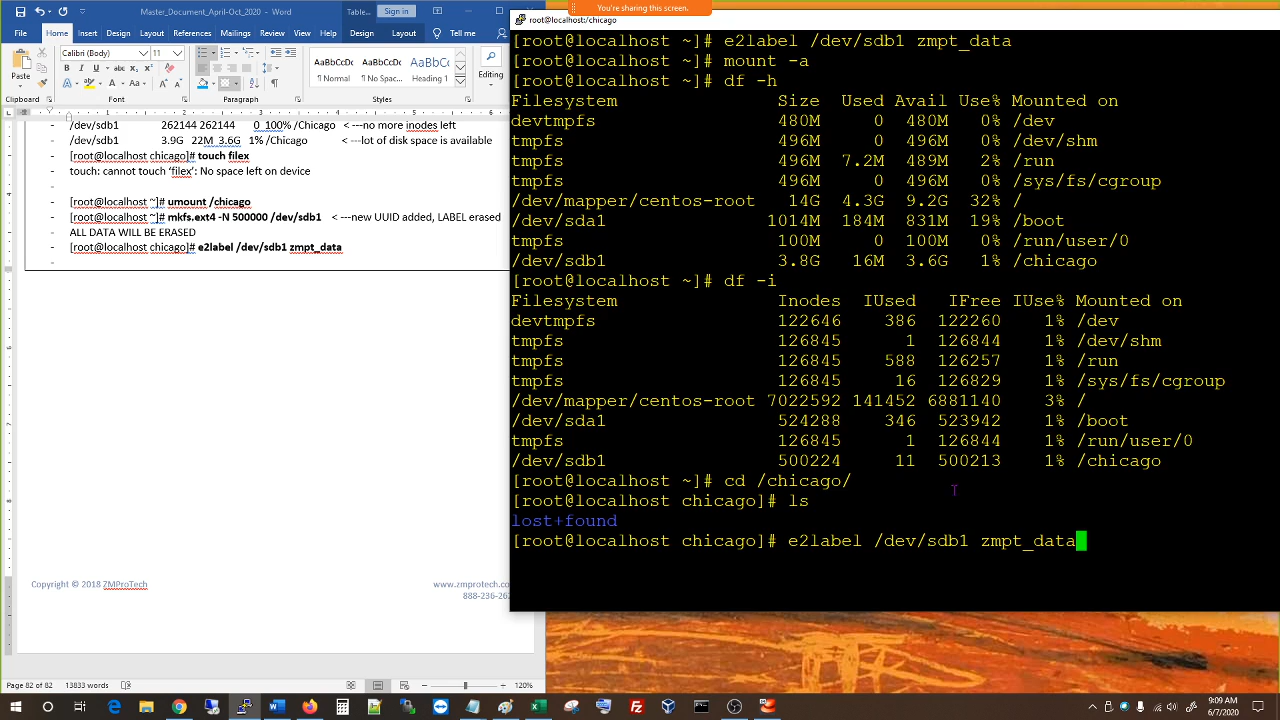 You're sharing this screen.
Master_Document_April-Oct_2020 - Word
Table...
Sign in
File Home Insert Design Layout References Mailings Review View Design Layout Tell me
Calibri (Body) 11
Paste
AaBbCcDc AaBbCcDc AaBbCc
¶ Normal ¶ No Spac... Heading 1
Editing
Clipboard Font Paragraph Styles
- /dev/sdb1 262144 262144 0 100% /Chicago < ---no more inodes left
- /dev/sdb1 3.9G 22M 3.6G 1% /Chicago < ---lot of disk space is available
- [root@localhost chicago]# touch filex
- touch: cannot touch ‘filex’: No space left on device
-
- [root@localhost ~]# umount /chicago
- [root@localhost ~]# mkfs.ext4 -N 500000 /dev/sdb1 < ---new UUID added, LABEL erased
- ALL DATA WILL BE ERASED
- [root@localhost chicago]# e2label /dev/sdb1 zmpt_data
-
Copyright © 2018 ZMProTech
www.zmprotech.co
888-236-26
Page 82 of 82 13833 words
120%
root@localhost:/chicago
[root@localhost ~]# e2label /dev/sdb1 zmpt_data
[root@localhost ~]# mount -a
[root@localhost ~]# df -h
Filesystem Size Used Avail Use% Mounted on
devtmpfs 480M 0 480M 0% /dev
tmpfs 496M 0 496M 0% /dev/shm
tmpfs 496M 7.2M 489M 2% /run
tmpfs 496M 0 496M 0% /sys/fs/cgroup
/dev/mapper/centos-root 14G 4.3G 9.2G 32% /
/dev/sda1 1014M 184M 831M 19% /boot
tmpfs 100M 0 100M 0% /run/user/0
/dev/sdb1 3.8G 16M 3.6G 1% /chicago
[root@localhost ~]# df -i
Filesystem Inodes IUsed IFree IUse% Mounted on
devtmpfs 122646 386 122260 1% /dev
tmpfs 126845 1 126844 1% /dev/shm
tmpfs 126845 588 126257 1% /run
tmpfs 126845 16 126829 1% /sys/fs/cgroup
/dev/mapper/centos-root 7022592 141452 6881140 3% /
/dev/sda1 524288 346 523942 1% /boot
tmpfs 126845 1 126844 1% /run/user/0
/dev/sdb1 500224 11 500213 1% /chicago
[root@localhost ~]# cd /chicago/
[root@localhost chicago]# ls
lost+found
[root@localhost chicago]# e2label /dev/sdb1 zmpt_data
9:09 AM
6/7/2020